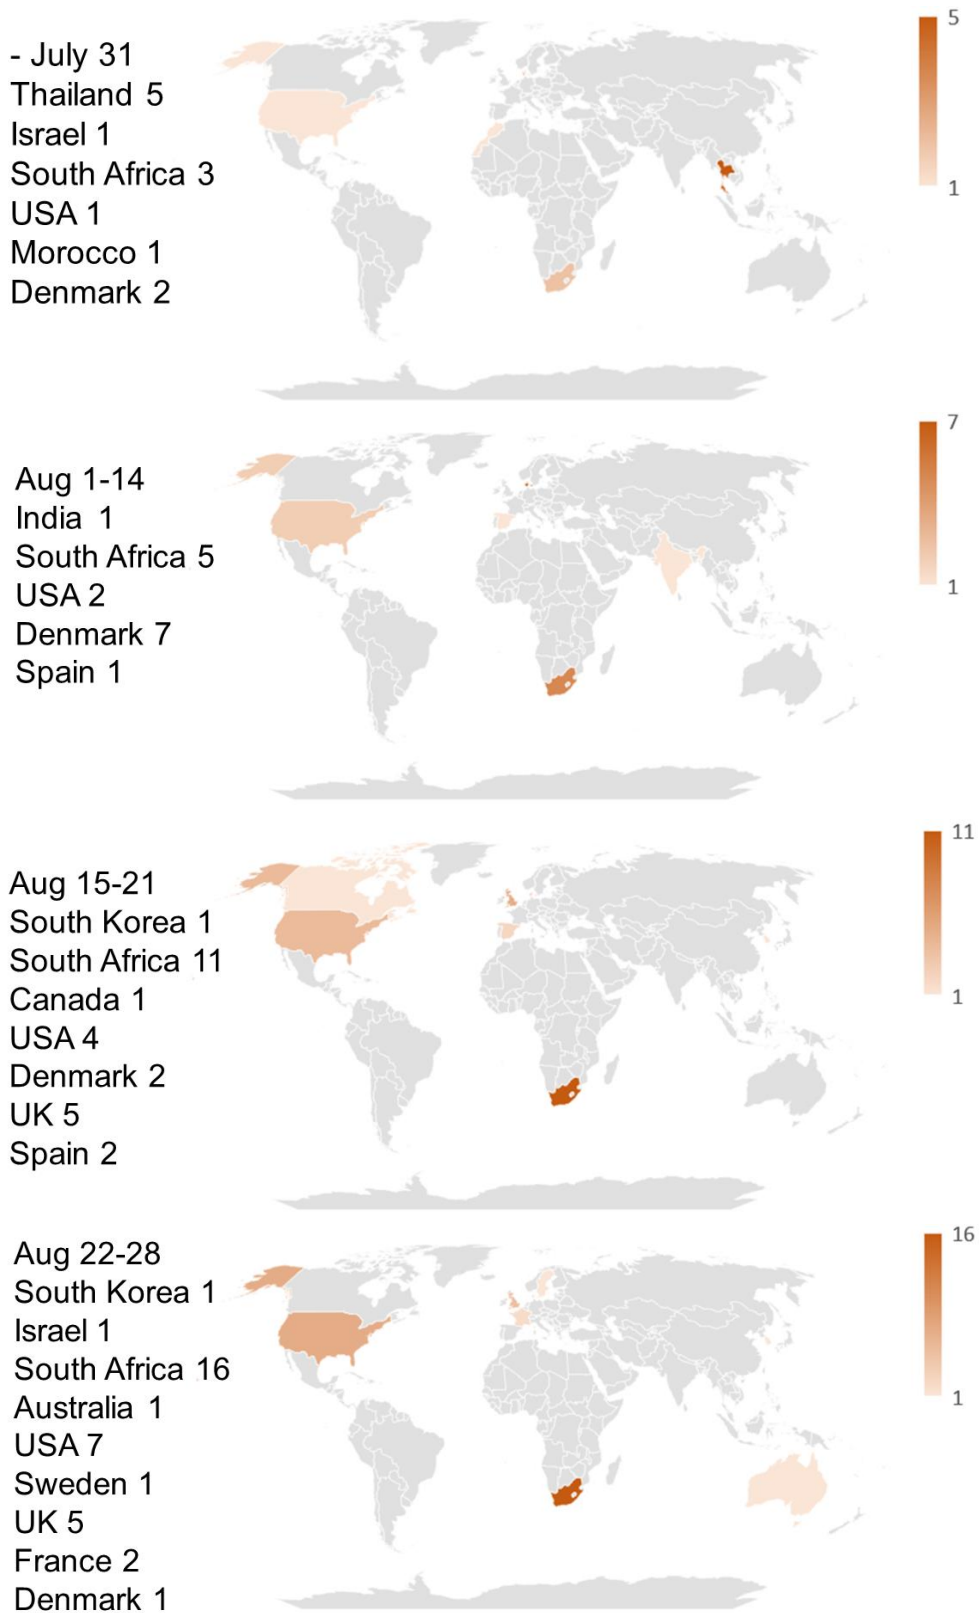 - July 31
Thailand 5
Israel 1
South Africa 3
USA 1
Morocco 1
Denmark 2
5
1
Aug 1-14
India 1
South Africa 5
USA 2
Denmark 7
Spain 1
7
1
Aug 15-21
South Korea 1
South Africa 11
Canada 1
USA 4
Denmark 2
UK 5
Spain 2
11
1
Aug 22-28
South Korea 1
Israel 1
South Africa 16
Australia 1
USA 7
Sweden 1
UK 5
France 2
Denmark 1
16
1